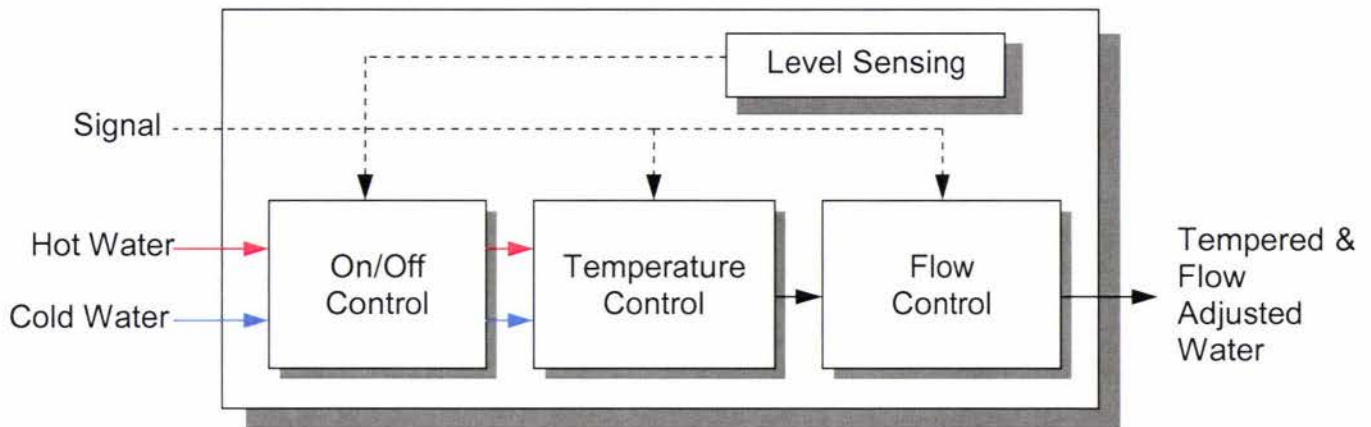 Level Sensing
Signal
Hot Water
Cold Water
On/Off
Control
Temperature
Control
Flow
Control
Tempered &
Flow
Adjusted
Water